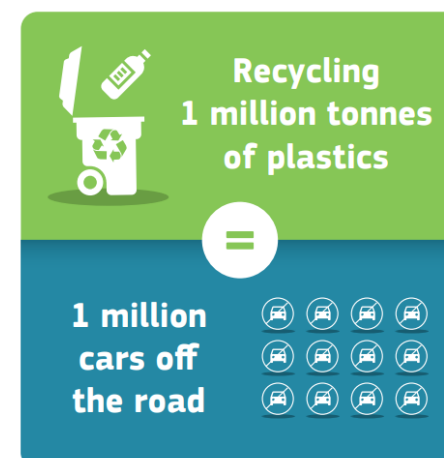 Recycling
1 million tonnes
of plastics
=
1 million
cars off
the road